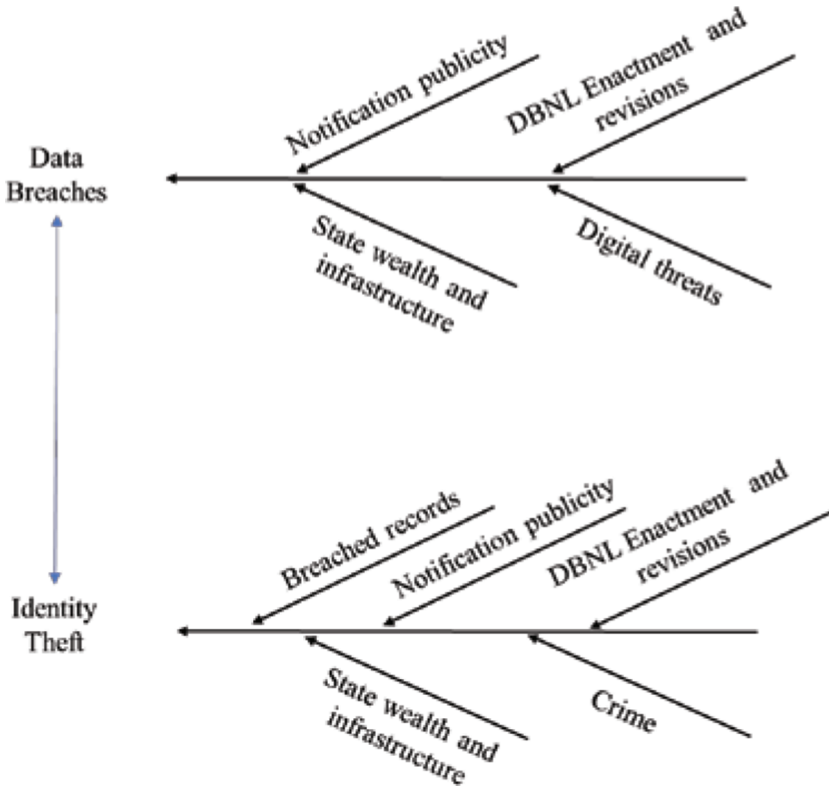 Notification publicity
DBNL Enactment and
revisions
Data
Breaches
State wealth and
infrastructure
Digital threats
Breached records
Notification publicity
DBNL Enactment and
revisions
Identity
Theft
State wealth and
infrastructure
Crime